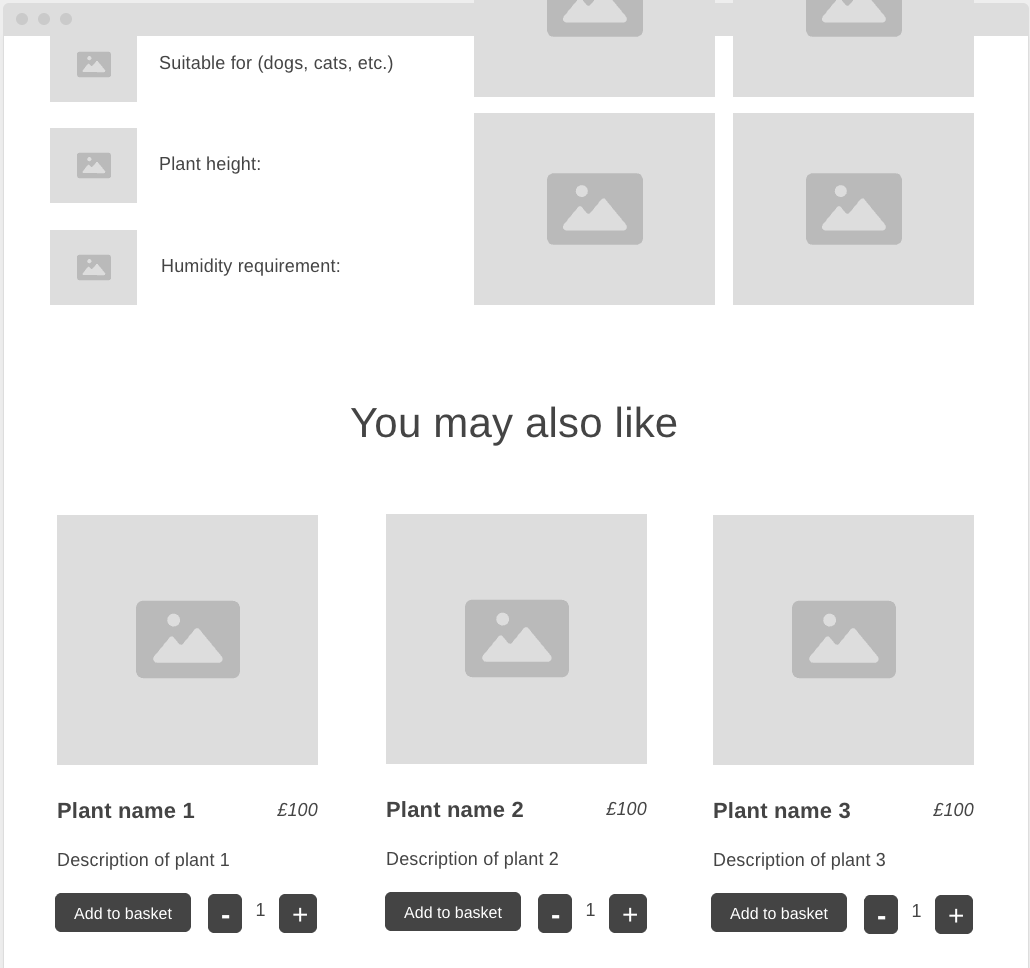 Suitable for (dogs, cats, etc.)
Plant height:
Humidity requirement:
You may also like
Plant name 1 £100
Description of plant 1
Add to basket - 1 +
Plant name 2 £100
Description of plant 2
Add to basket - 1 +
Plant name 3 £100
Description of plant 3
Add to basket - 1 +